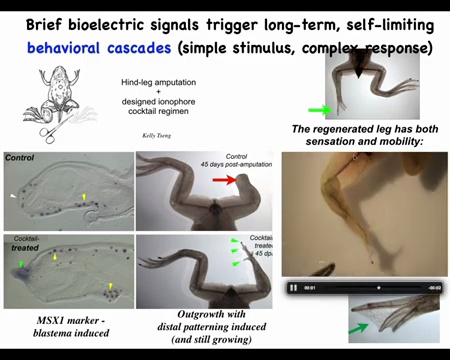 Brief bioelectric signals trigger long-term, self-limiting
behavioral cascades (simple stimulus, complex response)
Hind-leg amputation
+
designed ionophore
cocktail regimen
Kelly Tseng
The regenerated leg has both
sensation and mobility:
Control
Control
45 days post-amputation
Cocktail-
treated
Cocktail
treated
45 dpa
00:01
-00:02
MSX1 marker -
blastema induced
Outgrowth with
distal patterning induced
(and still growing)